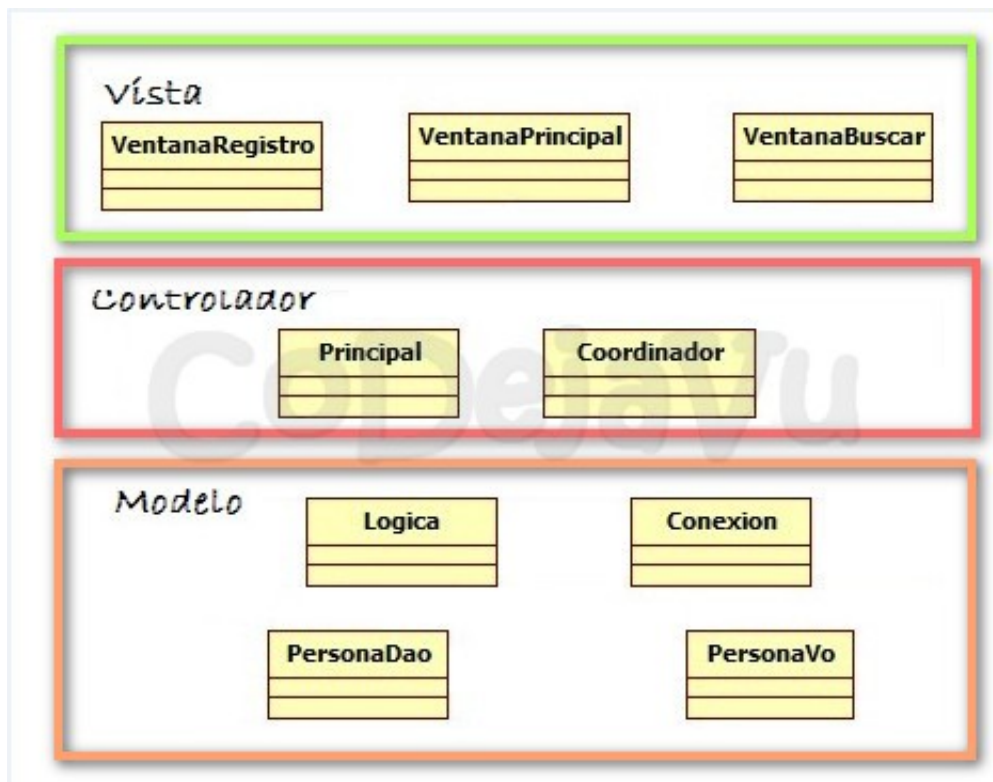 Vista
VentanaRegistro
VentanaPrincipal
VentanaBuscar
Controlador
Principal
Coordinador
CoDejaVu
Modelo
Logica
Conexion
PersonaDao
PersonaVo